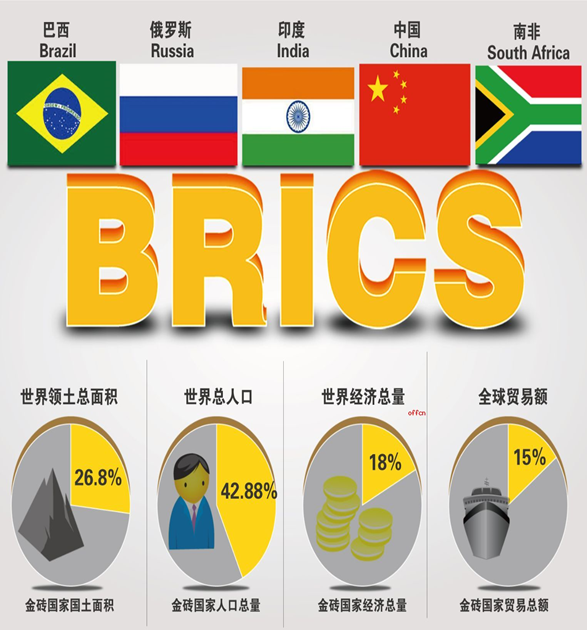 巴西 俄罗斯 印度 中国 南非
Brazil Russia India China South Africa
BRICS
世界领土总面积 世界总人口 世界经济总量 全球贸易额
offcn
26.8% 42.88% 18% 15%
金砖国家国土面积 金砖国家人口总量 金砖国家经济总量 金砖国家贸易总额